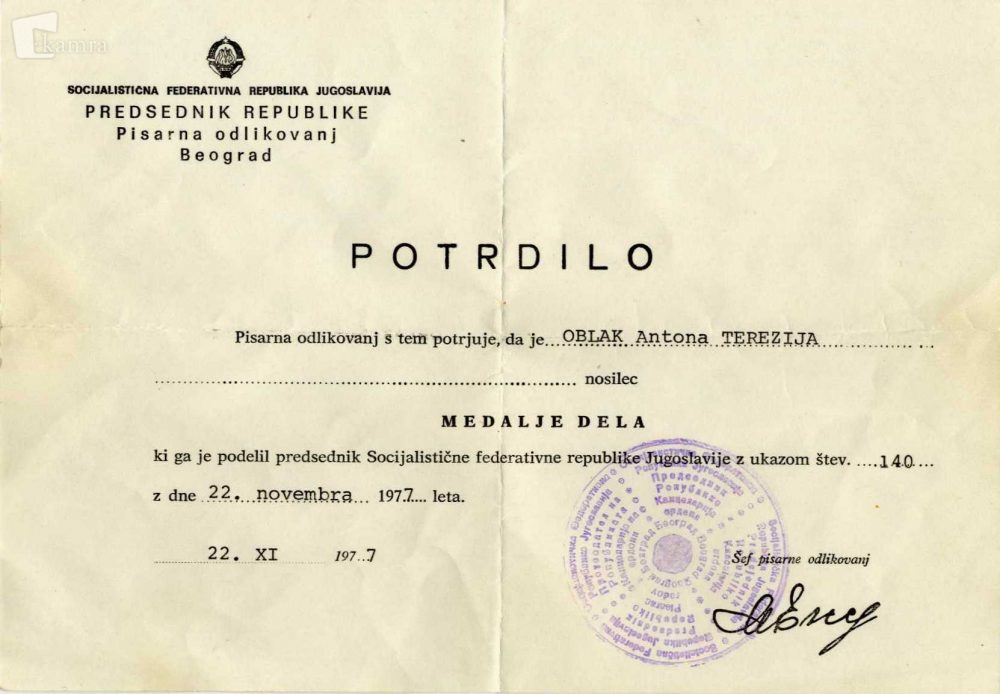 kamra
SOCIJALISTIČNA FEDERATIVNA REPUBLIKA JUGOSLAVIJA
PREDSEDNIK REPUBLIKE
Pisarna odlikovanj
Beograd
POTRDILO
Pisarna odlikovanj s tem potrjuje, da je OBLAK Antona TEREZIJA
nosilec
MEDALJE DELA
ki ga je podelil predsednik Socijalistične federativne republike Jugoslavije z ukazom štev. 140
z dne 22. novembra 1977 leta.
22. XI 1977
Šef pisarne odlikovanj